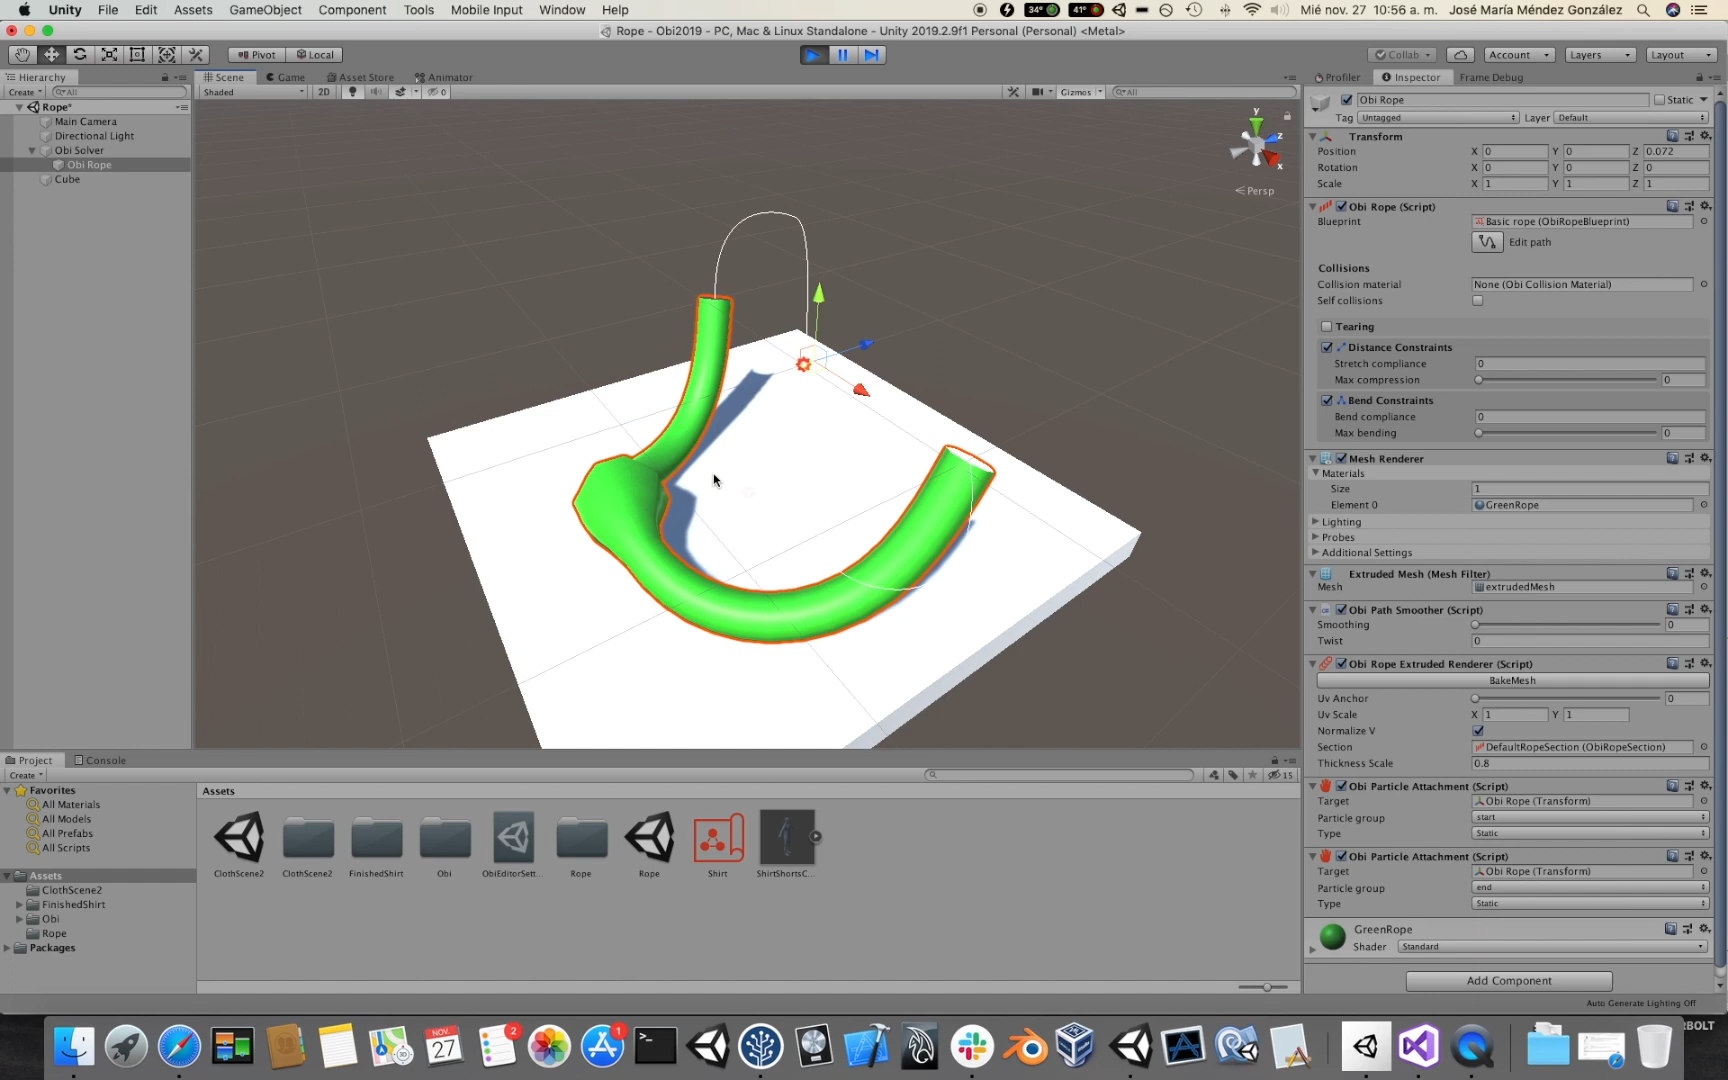 Unity File Edit Assets GameObject Component Tools Mobile Input Window Help
34° 41° Mié nov. 27 10:56 a. m. José María Méndez González
Rope - Obi2019 - PC, Mac & Linux Standalone - Unity 2019.2.9f1 Personal (Personal) <Metal>
Pivot Local
Collab Account Layers Layout
Hierarchy
Create All
Rope*
Main Camera
Directional Light
Obi Solver
Obi Rope
Cube
Scene Game Asset Store Animator
Shaded 2D 0 Gizmos All
y
z
x
Persp
Profiler Inspector Frame Debug
Obi Rope Static
Tag Untagged Layer Default
Transform
Position X 0 Y 0 Z 0.072
Rotation X 0 Y 0 Z 0
Scale X 1 Y 1 Z 1
Obi Rope (Script)
Blueprint Basic rope (ObiRopeBlueprint)
Edit path
Collisions
Collision material None (Obi Collision Material)
Self collisions
Tearing
Distance Constraints
Stretch compliance 0
Max compression 0
Bend Constraints
Bend compliance 0
Max bending 0
Mesh Renderer
Materials
Size 1
Element 0 GreenRope
Lighting
Probes
Additional Settings
Extruded Mesh (Mesh Filter)
Mesh extrudedMesh
Obi Path Smoother (Script)
Smoothing 0
Twist 0
Obi Rope Extruded Renderer (Script)
BakeMesh
Uv Anchor 0
Uv Scale X 1 Y 1
Normalize V
Section DefaultRopeSection (ObiRopeSection)
Thickness Scale 0.8
Obi Particle Attachment (Script)
Target Obi Rope (Transform)
Particle group start
Type Static
Obi Particle Attachment (Script)
Target Obi Rope (Transform)
Particle group end
Type Static
GreenRope
Shader Standard
Add Component
Auto Generate Lighting Off
Project Console
Create 15
Favorites
All Materials
All Models
All Prefabs
All Scripts
Assets
ClothScene2
FinishedShirt
Obi
Rope
Packages
Assets
ClothScene2 ClothScene2 FinishedShirt Obi ObiEditorSett... Rope Rope Shirt ShirtShortsC...
NOV.
27
2
1
RBOLT